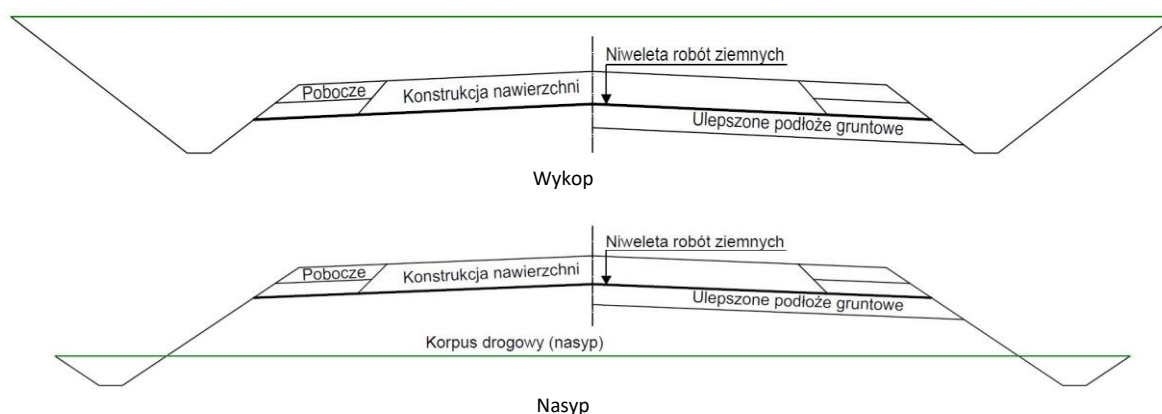 Niweleta robót ziemnych
Pobocze
Konstrukcja nawierzchni
Ulepszone podłoże gruntowe
Wykop
Niweleta robót ziemnych
Pobocze
Konstrukcja nawierzchni
Ulepszone podłoże gruntowe
Korpus drogowy (nasyp)
Nasyp